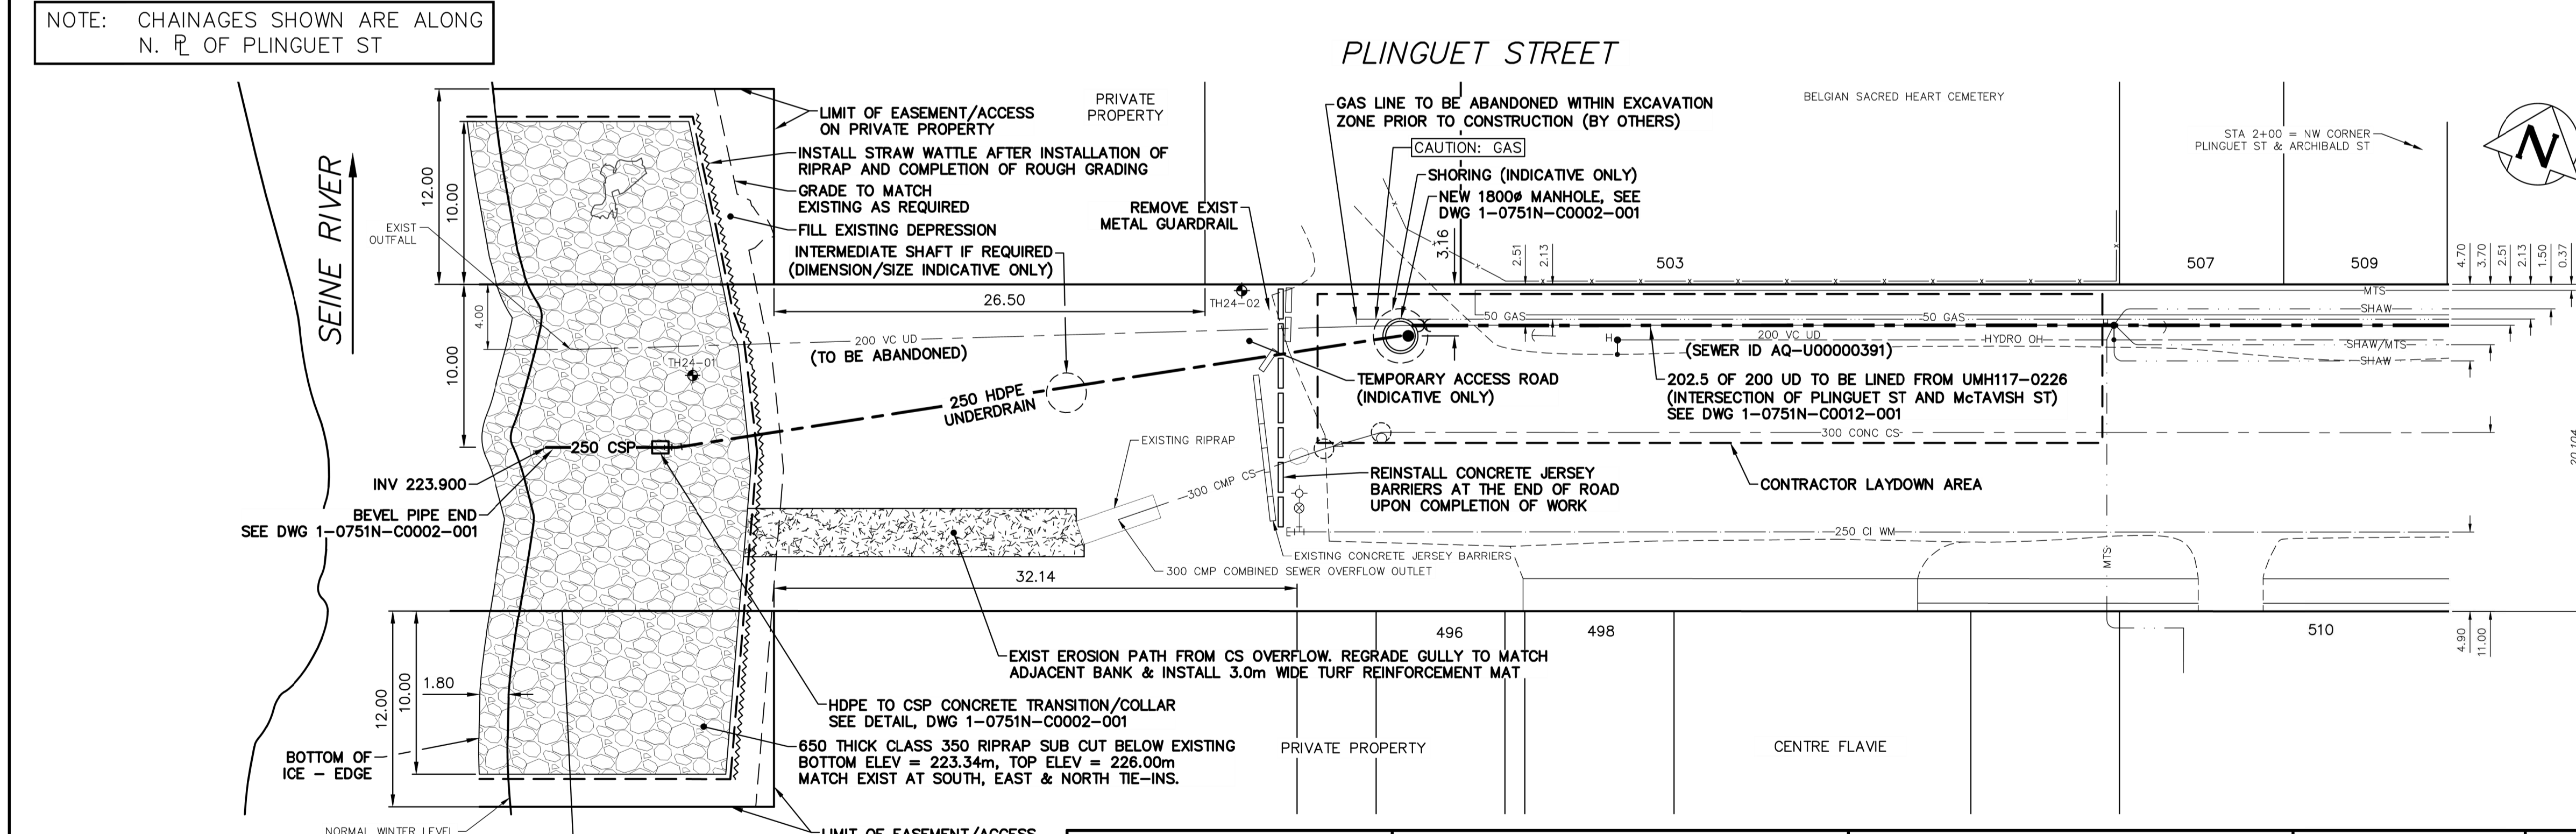 NOTE: CHAINAGES SHOWN ARE ALONG
N. ⅊ OF PLINGUET ST
PLINGUET STREET
SEINE RIVER
12.00
10.00
EXIST
OUTFALL
4.00
10.00
LIMIT OF EASEMENT/ACCESS
ON PRIVATE PROPERTY
INSTALL STRAW WATTLE AFTER INSTALLATION OF
RIPRAP AND COMPLETION OF ROUGH GRADING
GRADE TO MATCH
EXISTING AS REQUIRED
FILL EXISTING DEPRESSION
INTERMEDIATE SHAFT IF REQUIRED
(DIMENSION/SIZE INDICATIVE ONLY)
PRIVATE
PROPERTY
REMOVE EXIST
METAL GUARDRAIL
GAS LINE TO BE ABANDONED WITHIN EXCAVATION
ZONE PRIOR TO CONSTRUCTION (BY OTHERS)
CAUTION: GAS
SHORING (INDICATIVE ONLY)
NEW 1800ø MANHOLE, SEE
DWG 1-0751N-C0002-001
3.16
2.51
2.13
BELGIAN SACRED HEART CEMETERY
STA 2+00 = NW CORNER
PLINGUET ST & ARCHIBALD ST
N
503
507
509
4.70
3.70
2.51
2.13
1.50
0.37
26.50
TH24-02
TH24-01
200 VC UD
(TO BE ABANDONED)
50 GAS
50 GAS
MTS
SHAW
SHAW/MTS
SHAW
H
200 VC UD
HYDRO OH
(SEWER ID AQ-U00000391)
202.5 OF 200 UD TO BE LINED FROM UMH117-0226
(INTERSECTION OF PLINGUET ST AND McTAVISH ST)
SEE DWG 1-0751N-C0012-001
TEMPORARY ACCESS ROAD
(INDICATIVE ONLY)
250 HDPE
UNDERDRAIN
250 CSP
INV 223.900
BEVEL PIPE END
SEE DWG 1-0751N-C0002-001
EXISTING RIPRAP
300 CMP CS
300 CONC CS
REINSTALL CONCRETE JERSEY
BARRIERS AT THE END OF ROAD
UPON COMPLETION OF WORK
CONTRACTOR LAYDOWN AREA
20.104
250 CI WM
MTS
EXISTING CONCRETE JERSEY BARRIERS
300 CMP COMBINED SEWER OVERFLOW OUTLET
32.14
496
498
510
4.90
11.00
EXIST EROSION PATH FROM CS OVERFLOW. REGRADE GULLY TO MATCH
ADJACENT BANK & INSTALL 3.0m WIDE TURF REINFORCEMENT MAT
12.00
10.00
1.80
HDPE TO CSP CONCRETE TRANSITION/COLLAR
SEE DETAIL, DWG 1-0751N-C0002-001
650 THICK CLASS 350 RIPRAP SUB CUT BELOW EXISTING
BOTTOM ELEV = 223.34m, TOP ELEV = 226.00m
MATCH EXIST AT SOUTH, EAST & NORTH TIE-INS.
PRIVATE PROPERTY
CENTRE FLAVIE
BOTTOM OF
ICE - EDGE
NORMAL WINTER LEVEL
LIMIT OF EASEMENT/ACCESS